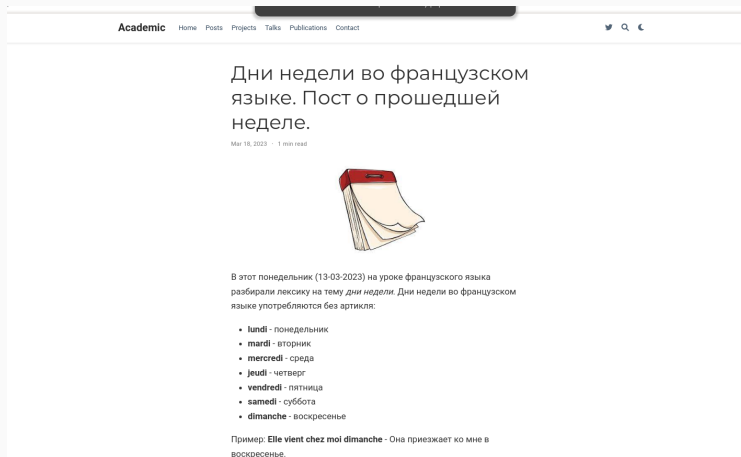 Academic Home Posts Projects Talks Publications Contact
Дни недели во французском
языке. Пост о прошедшей
неделе.
Mar 18, 2023 · 1 min read
В этот понедельник (13-03-2023) на уроке французского языка
разбирали лексику на тему дни недели. Дни недели во французском
языке употребляются без артикля:
• lundi - понедельник
• mardi - вторник
• mercredi - среда
• jeudi - четверг
• vendredi - пятница
• samedi - суббота
• dimanche - воскресенье
Пример: Elle vient chez moi dimanche - Она приезжает ко мне в
воскресенье.